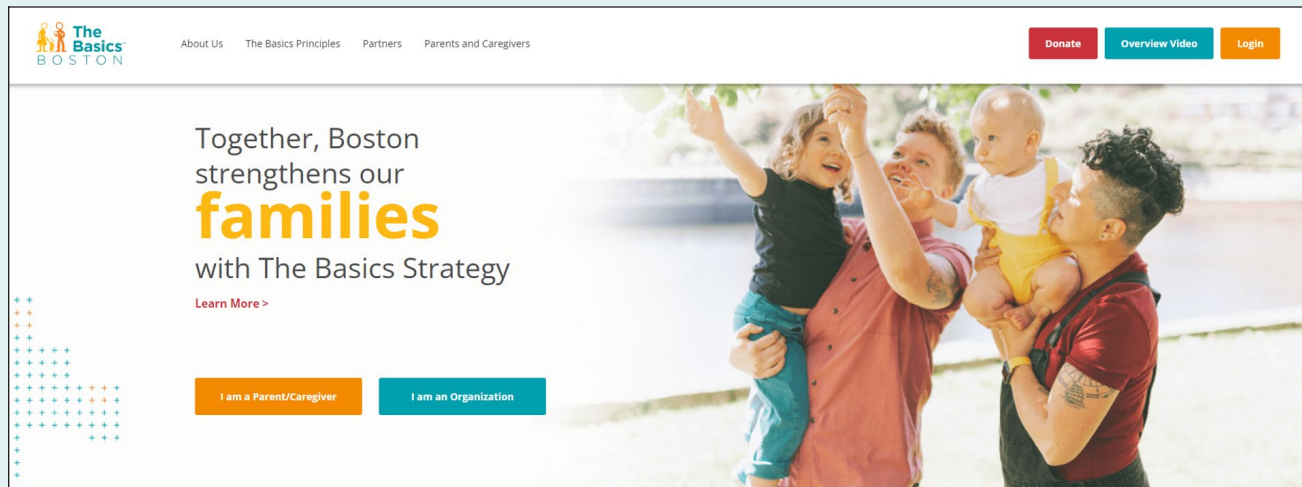 The
Basics™
BOSTON
About Us The Basics Principles Partners Parents and Caregivers
Donate Overview Video Login
Together, Boston
strengthens our
families
with The Basics Strategy
Learn More >
I am a Parent/Caregiver I am an Organization